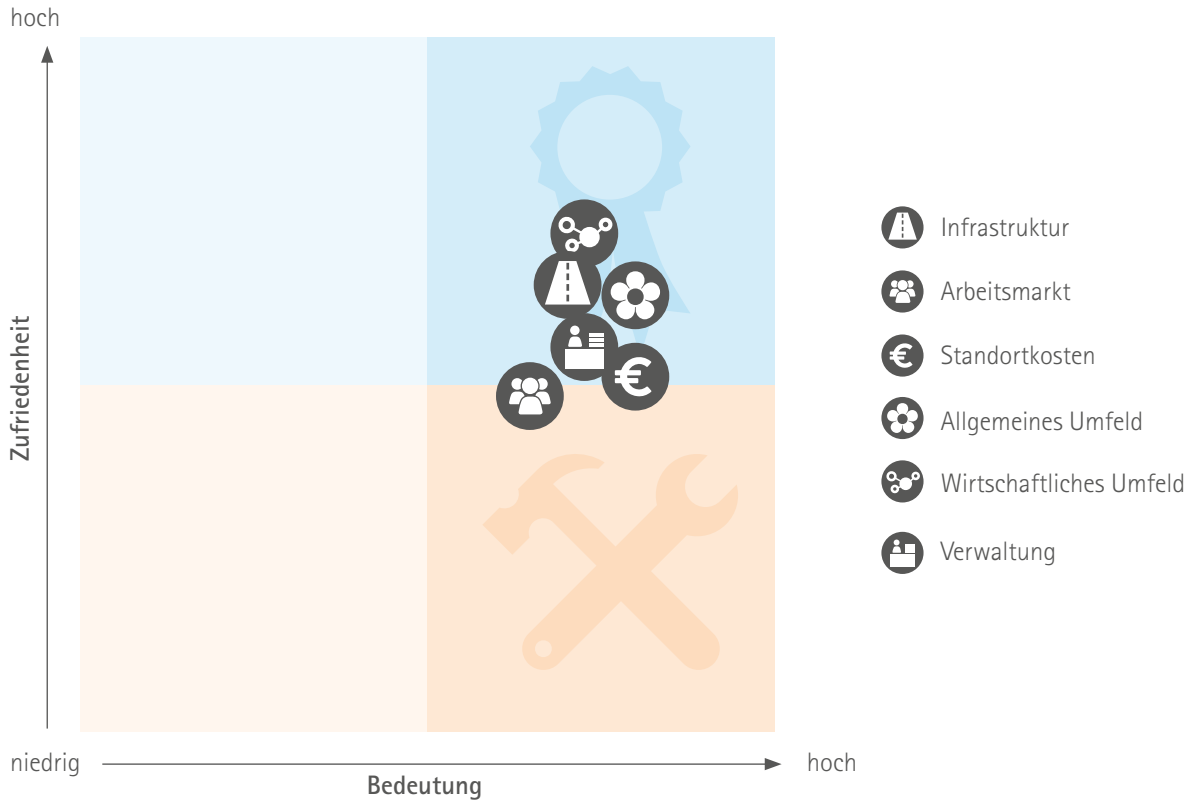 hoch
Zufriedenheit
niedrig
Bedeutung
hoch
Infrastruktur
Arbeitsmarkt
€ Standortkosten
Allgemeines Umfeld
Wirtschaftliches Umfeld
Verwaltung
€